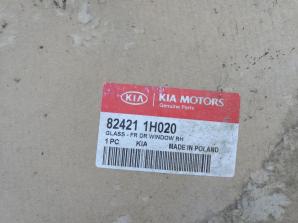 KIA KIA MOTORS
Genuine Parts
82421 1H020
GLASS - FR DR WINDOW RH
1 PC KIA MADE IN POLAND